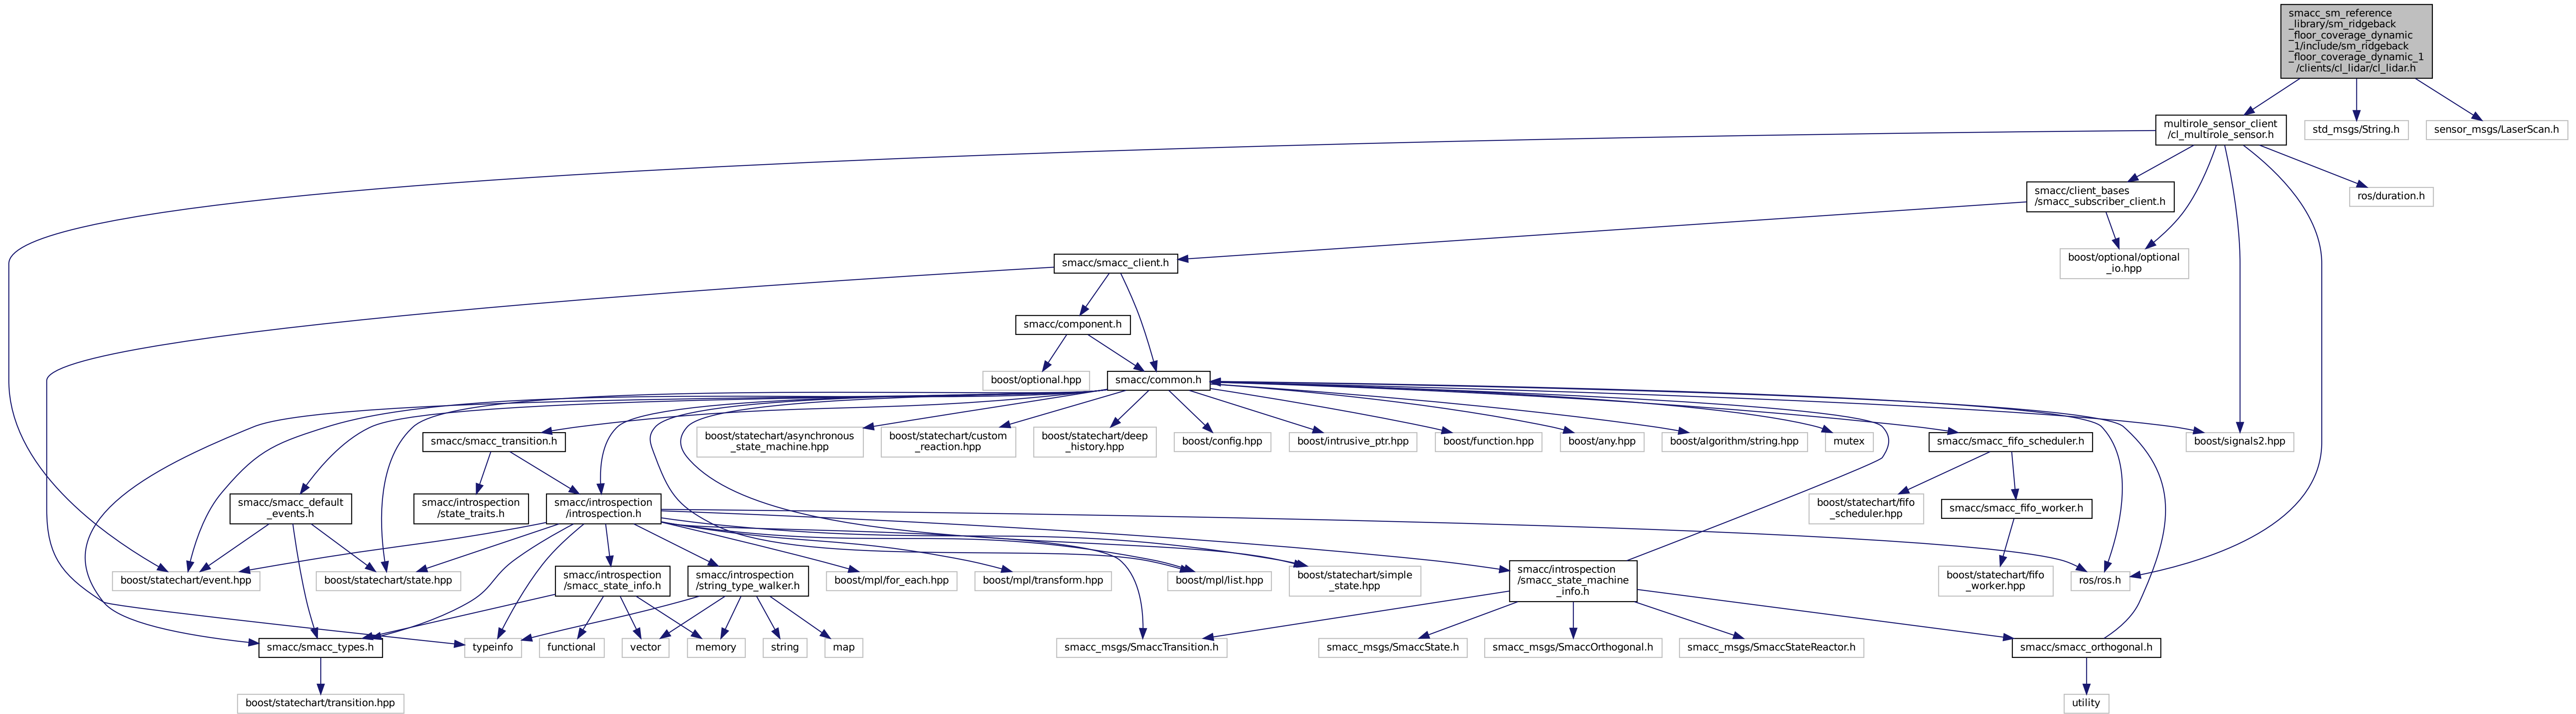 smacc_sm_reference
_library/sm_ridgeback
_floor_coverage_dynamic
_1/include/sm_ridgeback
_floor_coverage_dynamic_1
/clients/cl_lidar/cl_lidar.h
multirole_sensor_client
/cl_multirole_sensor.h
std_msgs/String.h
sensor_msgs/LaserScan.h
smacc/client_bases
/smacc_subscriber_client.h
ros/duration.h
smacc/smacc_client.h
boost/optional/optional
_io.hpp
smacc/component.h
boost/optional.hpp
smacc/common.h
smacc/smacc_transition.h
boost/statechart/asynchronous
_state_machine.hpp
boost/statechart/custom
_reaction.hpp
boost/statechart/deep
_history.hpp
boost/config.hpp
boost/intrusive_ptr.hpp
boost/function.hpp
boost/any.hpp
boost/algorithm/string.hpp
mutex
smacc/smacc_fifo_scheduler.h
boost/signals2.hpp
smacc/smacc_default
_events.h
smacc/introspection
/state_traits.h
smacc/introspection
/introspection.h
boost/statechart/fifo
_scheduler.hpp
smacc/smacc_fifo_worker.h
boost/statechart/event.hpp
boost/statechart/state.hpp
smacc/introspection
/smacc_state_info.h
smacc/introspection
/string_type_walker.h
boost/mpl/for_each.hpp
boost/mpl/transform.hpp
boost/mpl/list.hpp
boost/statechart/simple
_state.hpp
smacc/introspection
/smacc_state_machine
_info.h
boost/statechart/fifo
_worker.hpp
ros/ros.h
smacc/smacc_types.h
typeinfo
functional
vector
memory
string
map
smacc_msgs/SmaccTransition.h
smacc_msgs/SmaccState.h
smacc_msgs/SmaccOrthogonal.h
smacc_msgs/SmaccStateReactor.h
smacc/smacc_orthogonal.h
boost/statechart/transition.hpp
utility